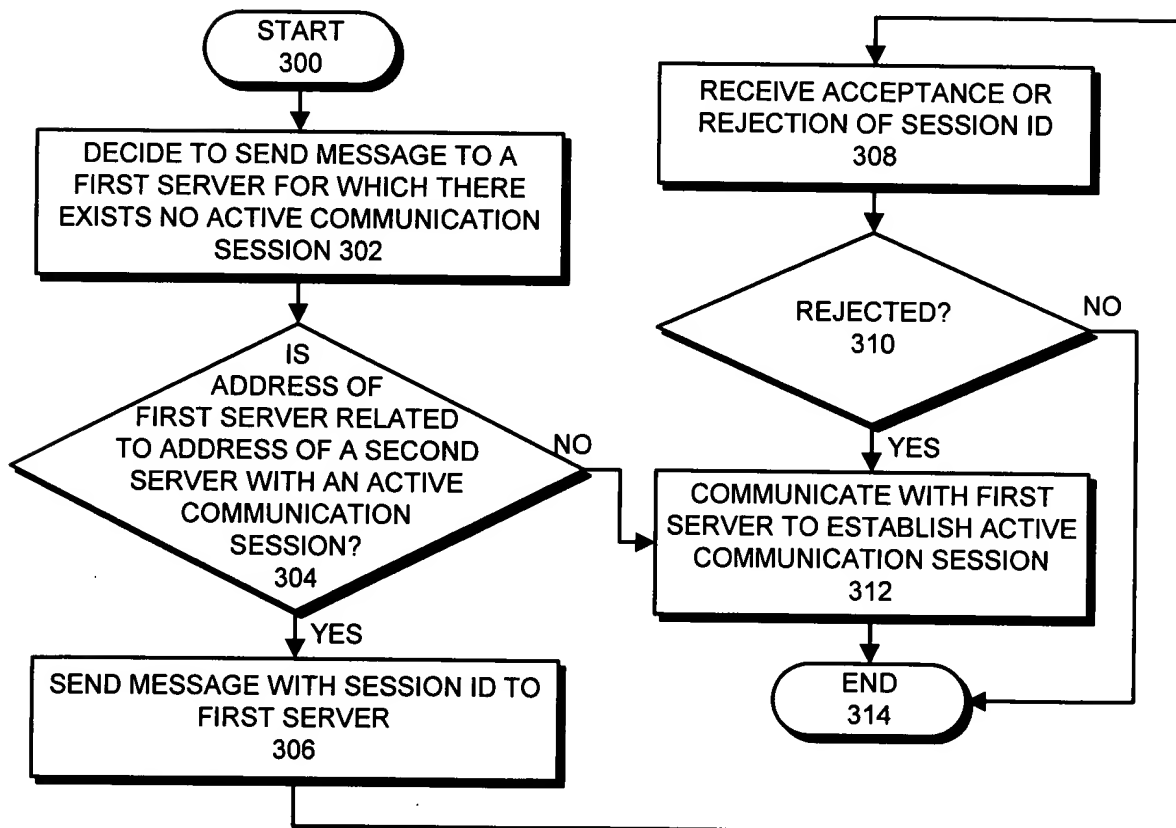 START
300
DECIDE TO SEND MESSAGE TO A
FIRST SERVER FOR WHICH THERE
EXISTS NO ACTIVE COMMUNICATION
SESSION 302
IS
ADDRESS OF
FIRST SERVER RELATED
TO ADDRESS OF A SECOND
SERVER WITH AN ACTIVE
COMMUNICATION
SESSION?
304
NO
YES
SEND MESSAGE WITH SESSION ID TO
FIRST SERVER
306
RECEIVE ACCEPTANCE OR
REJECTION OF SESSION ID
308
REJECTED?
310
NO
YES
COMMUNICATE WITH FIRST
SERVER TO ESTABLISH ACTIVE
COMMUNICATION SESSION
312
END
314